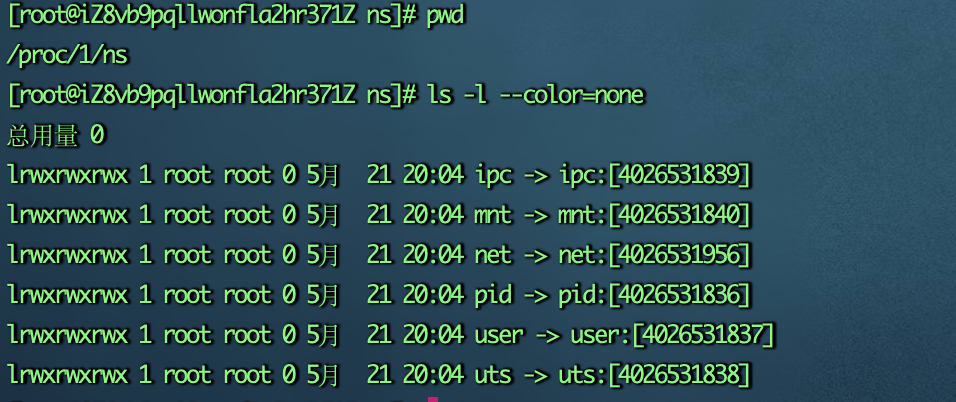 [root@iZ8vb9pqllwonfla2hr371Z ns]# pwd
/proc/1/ns
[root@iZ8vb9pqllwonfla2hr371Z ns]# ls -l --color=none
总用量 0
lrwxrwxrwx 1 root root 0 5月  21 20:04 ipc -> ipc:[4026531839]
lrwxrwxrwx 1 root root 0 5月  21 20:04 mnt -> mnt:[4026531840]
lrwxrwxrwx 1 root root 0 5月  21 20:04 net -> net:[4026531956]
lrwxrwxrwx 1 root root 0 5月  21 20:04 pid -> pid:[4026531836]
lrwxrwxrwx 1 root root 0 5月  21 20:04 user -> user:[4026531837]
lrwxrwxrwx 1 root root 0 5月  21 20:04 uts -> uts:[4026531838]